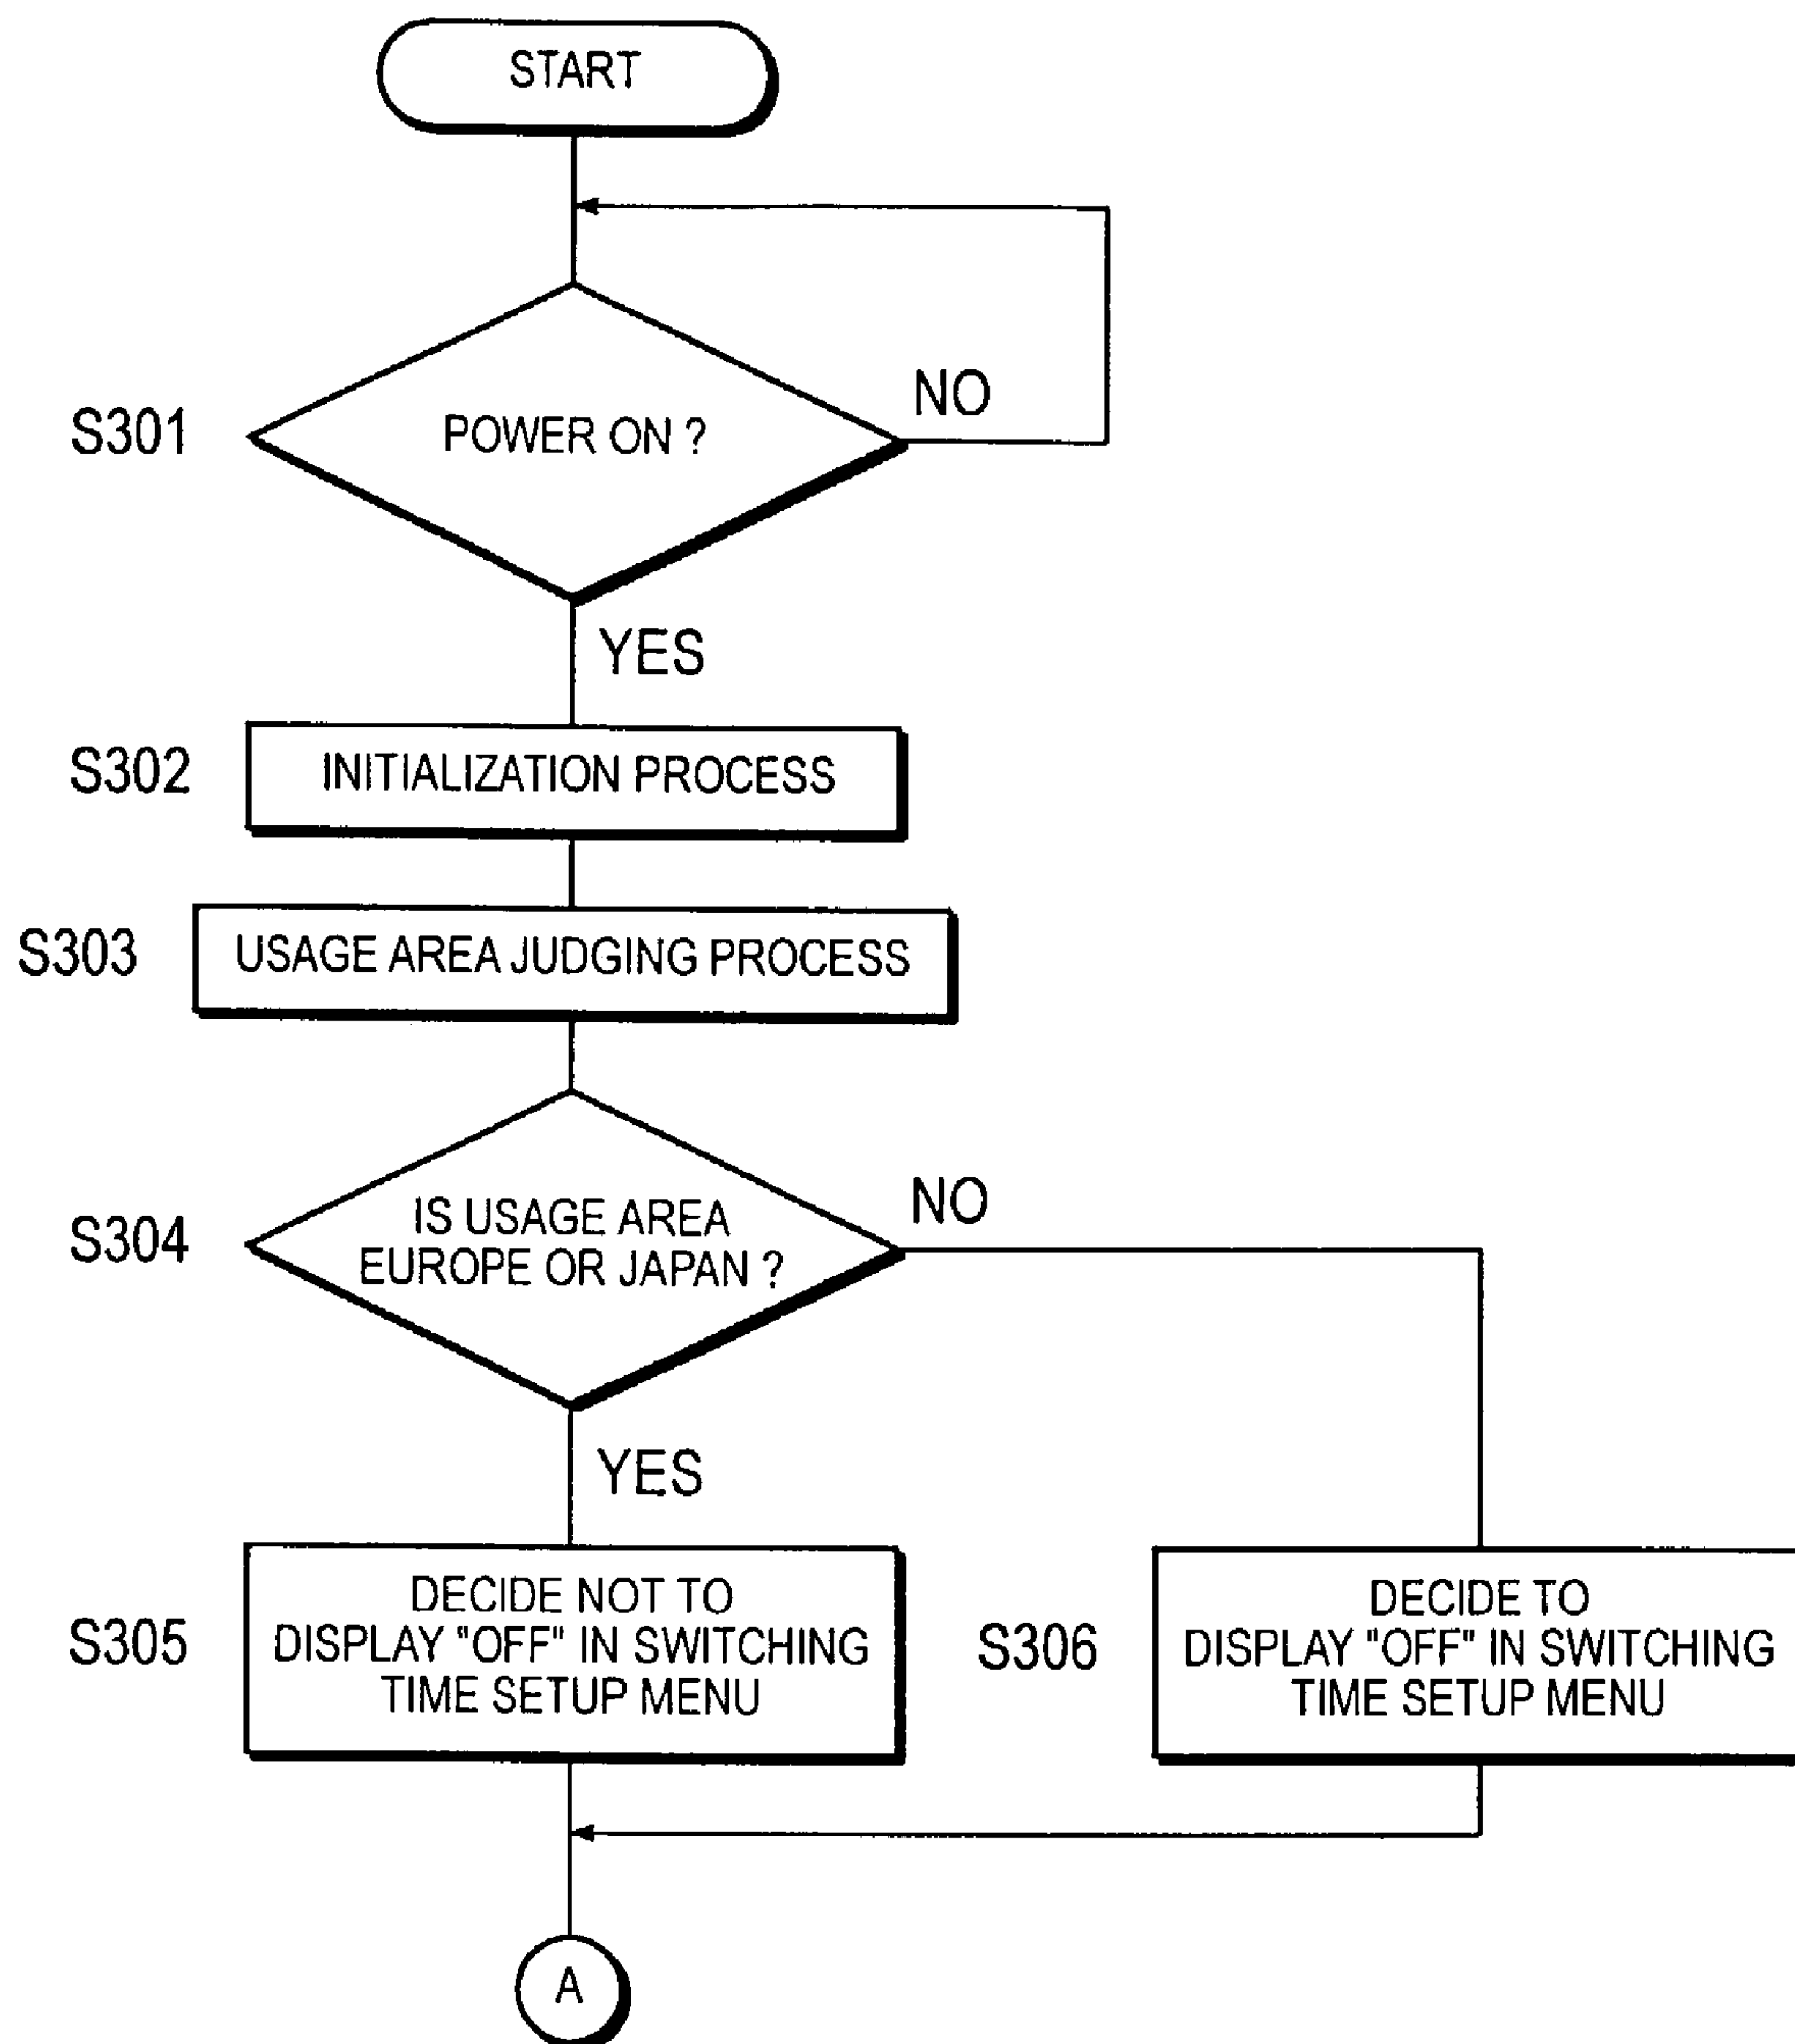 START
NO
S301
POWER ON ?
YES
S302
INITIALIZATION PROCESS
S303
USAGE AREA JUDGING PROCESS
NO
S304
IS USAGE AREA
EUROPE OR JAPAN ?
YES
S305
DECIDE NOT TO
DISPLAY "OFF" IN SWITCHING
TIME SETUP MENU
S306
DECIDE TO
DISPLAY "OFF" IN SWITCHING
TIME SETUP MENU
A